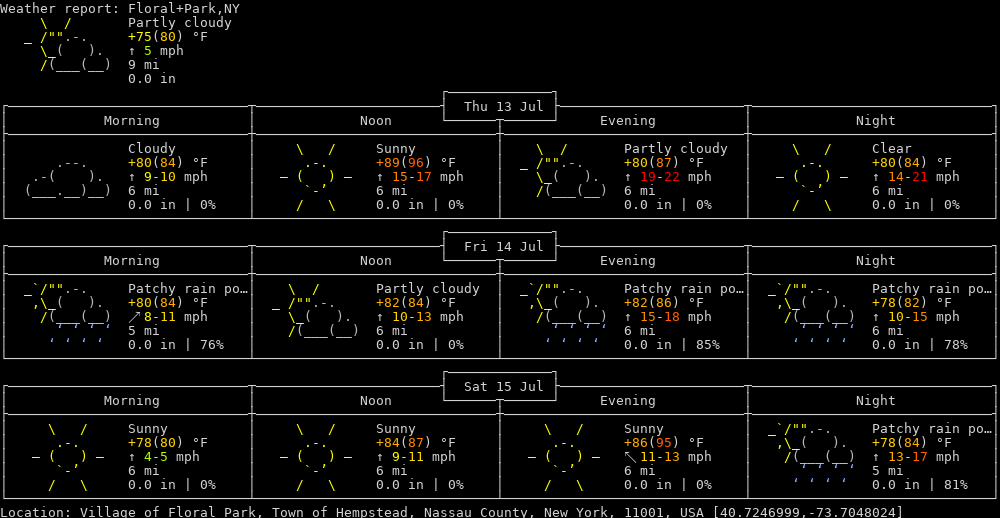 Weather report: Floral+Park,NY
Partly cloudy
+75(80) °F
↑ 5 mph
9 mi
0.0 in
Thu 13 Jul
Morning Noon Evening Night
Cloudy Sunny Partly cloudy Clear
+80(84) °F +89(96) °F +80(87) °F +80(84) °F
↑ 9-10 mph ↑ 15-17 mph ↑ 19-22 mph ↑ 14-21 mph
6 mi 6 mi 6 mi 6 mi
0.0 in | 0% 0.0 in | 0% 0.0 in | 0% 0.0 in | 0%
Fri 14 Jul
Morning Noon Evening Night
Patchy rain po… Partly cloudy Patchy rain po… Patchy rain po…
+80(84) °F +82(84) °F +82(86) °F +78(82) °F
↗ 8-11 mph ↑ 10-13 mph ↑ 15-18 mph ↑ 10-15 mph
5 mi 6 mi 6 mi 6 mi
0.0 in | 76% 0.0 in | 0% 0.0 in | 85% 0.0 in | 78%
Sat 15 Jul
Morning Noon Evening Night
Sunny Sunny Sunny Patchy rain po…
+78(80) °F +84(87) °F +86(95) °F +78(84) °F
↑ 4-5 mph ↑ 9-11 mph ↖ 11-13 mph ↑ 13-17 mph
6 mi 6 mi 6 mi 5 mi
0.0 in | 0% 0.0 in | 0% 0.0 in | 0% 0.0 in | 81%
Location: Village of Floral Park, Town of Hempstead, Nassau County, New York, 11001, USA [40.7246999,-73.7048024]